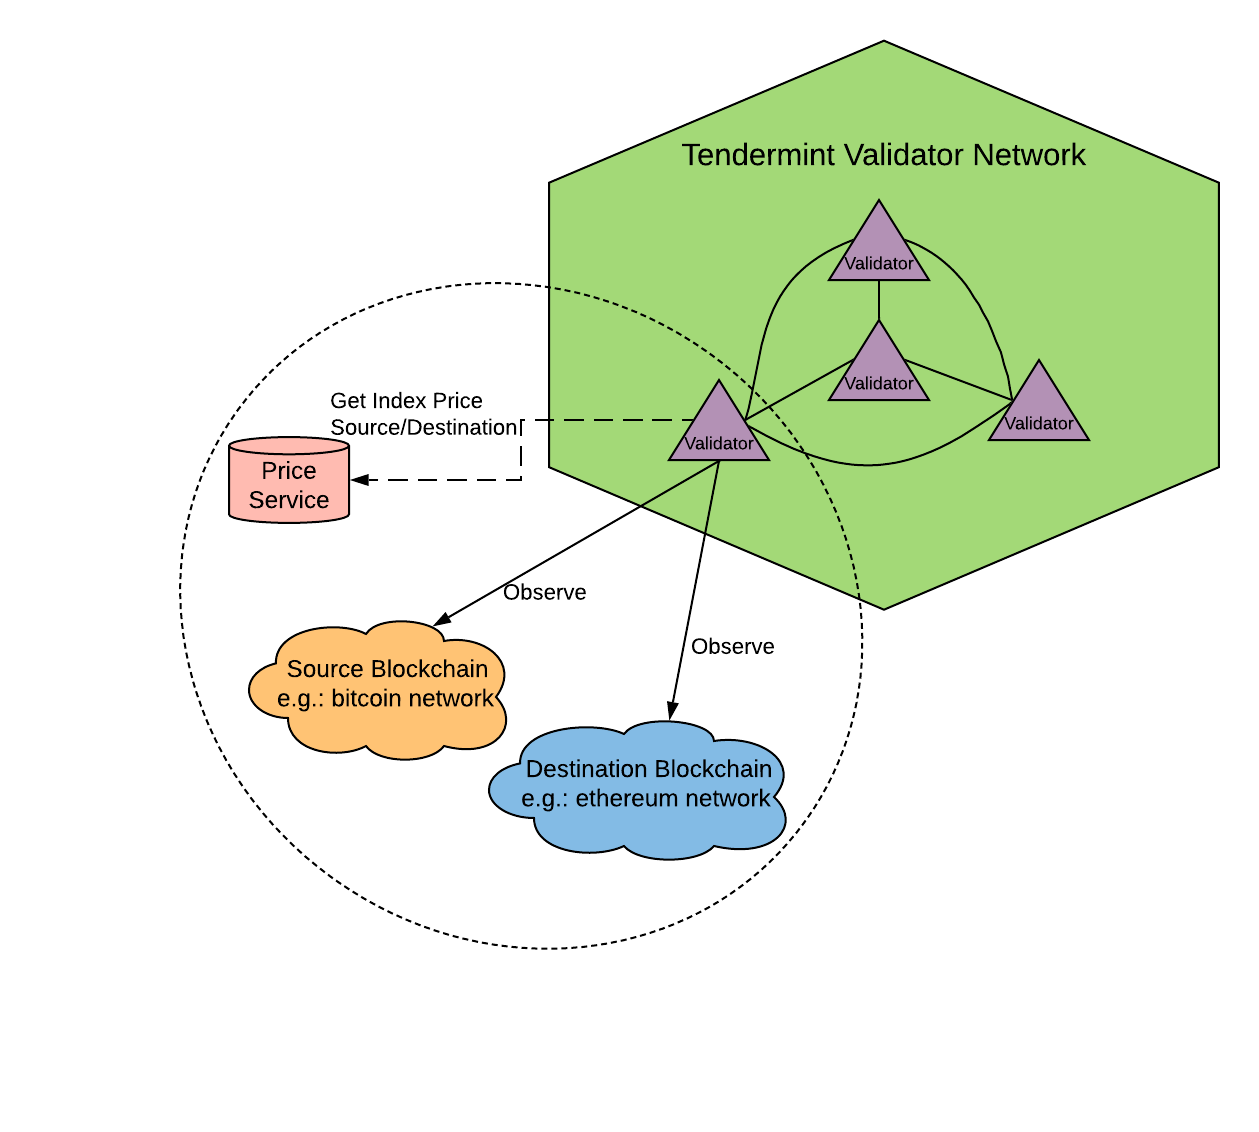 Tendermint Validator Network
Validator
Validator
Validator
Validator
Get Index Price
Source/Destination
Price
Service
Observe
Observe
Source Blockchain
e.g.: bitcoin network
Destination Blockchain
e.g.: ethereum network